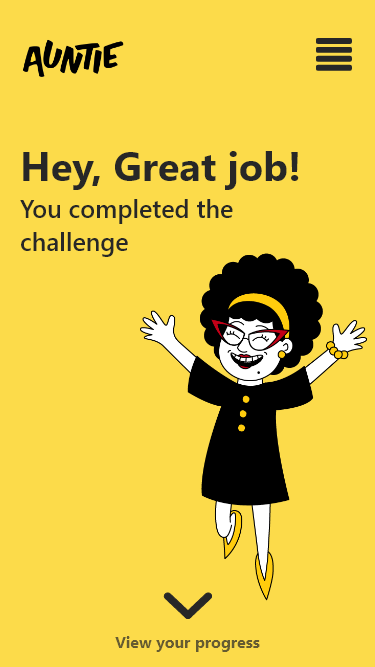 AUNTIE
Hey, Great job!
You completed the
challenge
View your progress